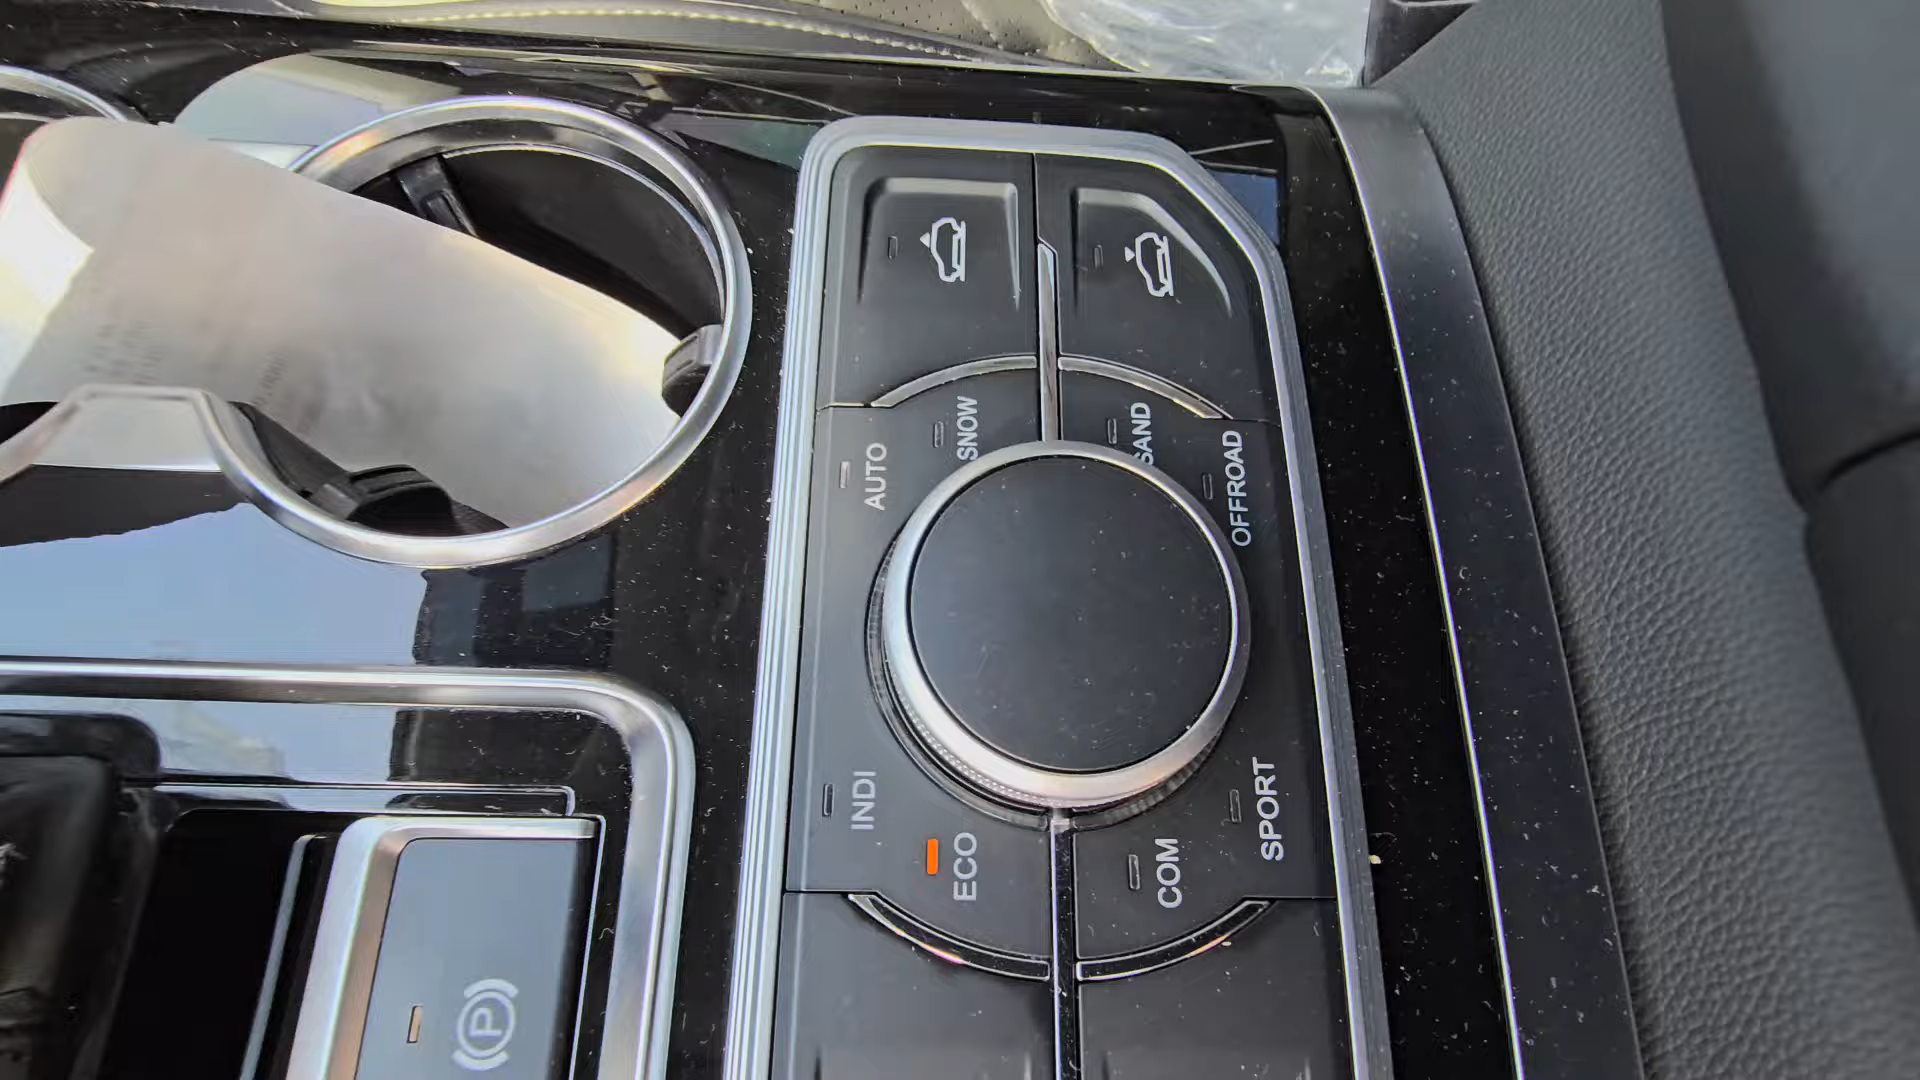 SNOW
SAND
AUTO
OFFROAD
INDI
SPORT
ECO
COM
P